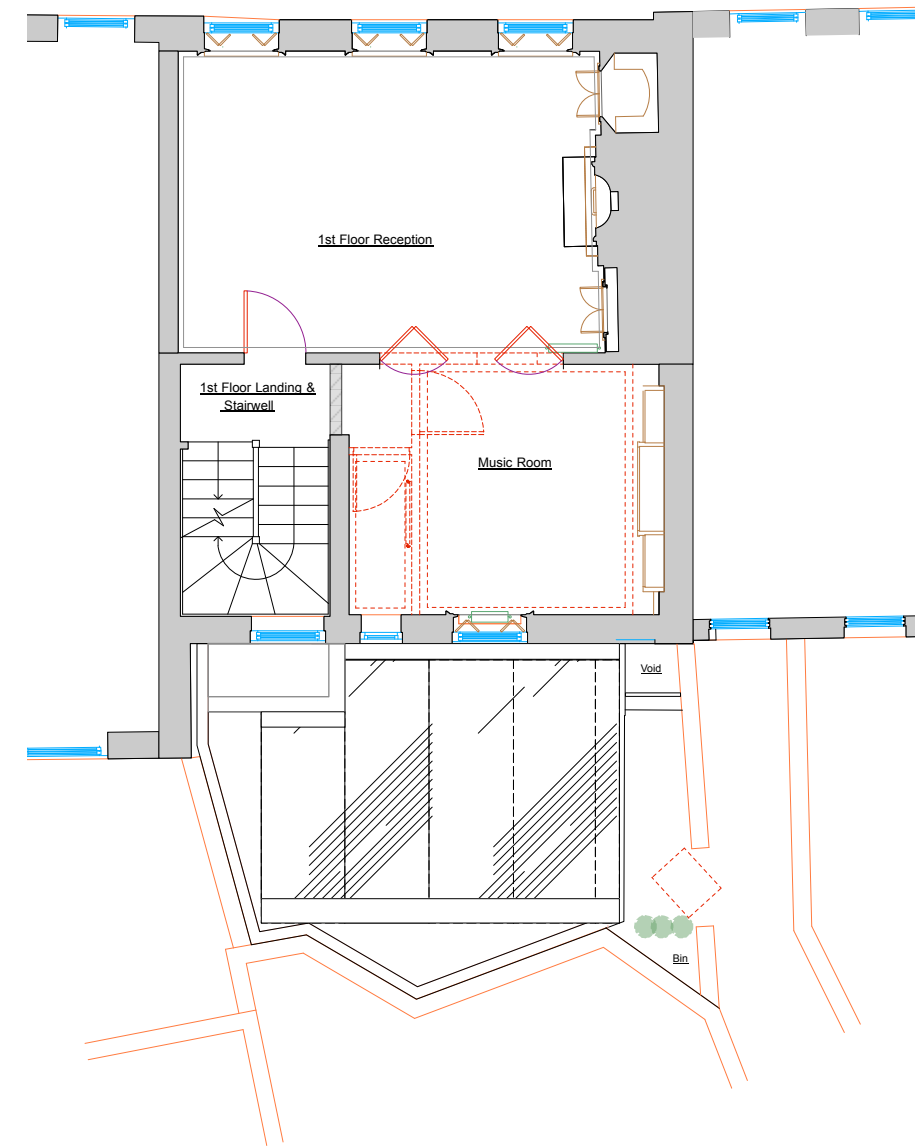 1st Floor Reception
1st Floor Landing &
Stairwell
Music Room
Void
Bin